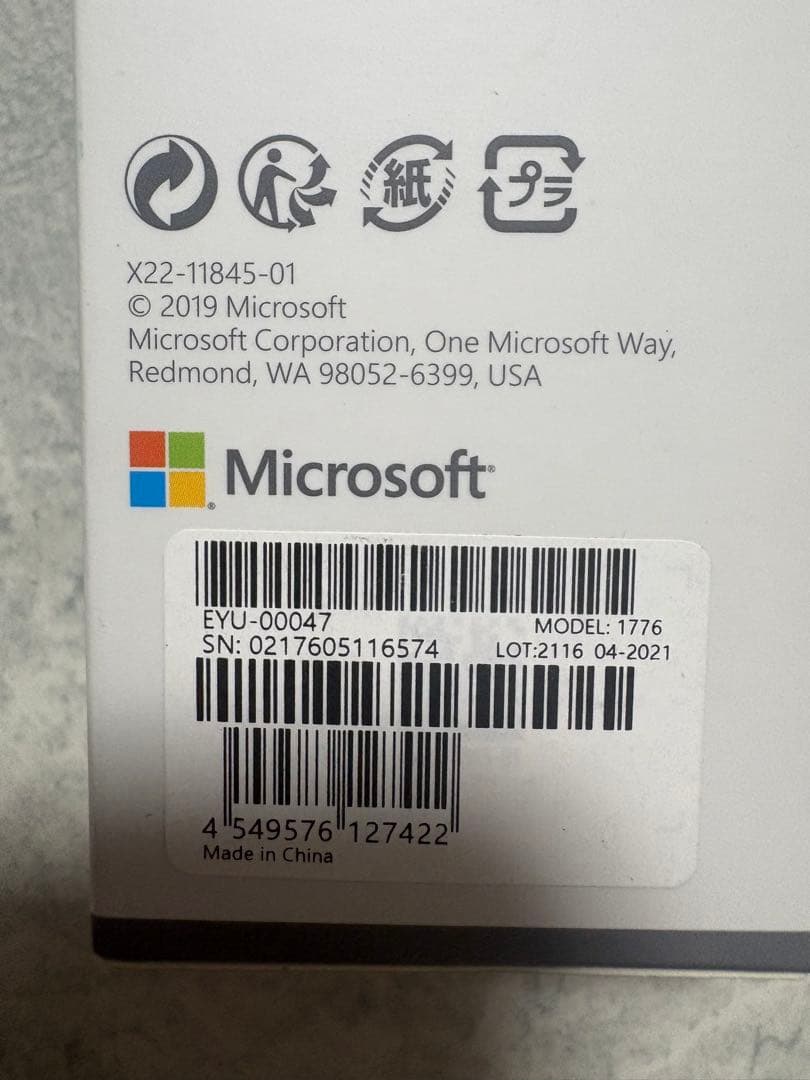 紙
プラ
X22-11845-01
© 2019 Microsoft
Microsoft Corporation, One Microsoft Way,
Redmond, WA 98052-6399, USA
Microsoft®
EYU-00047 MODEL: 1776
SN: 0217605116574 LOT:2116 04-2021
4 549576 127422
Made in China